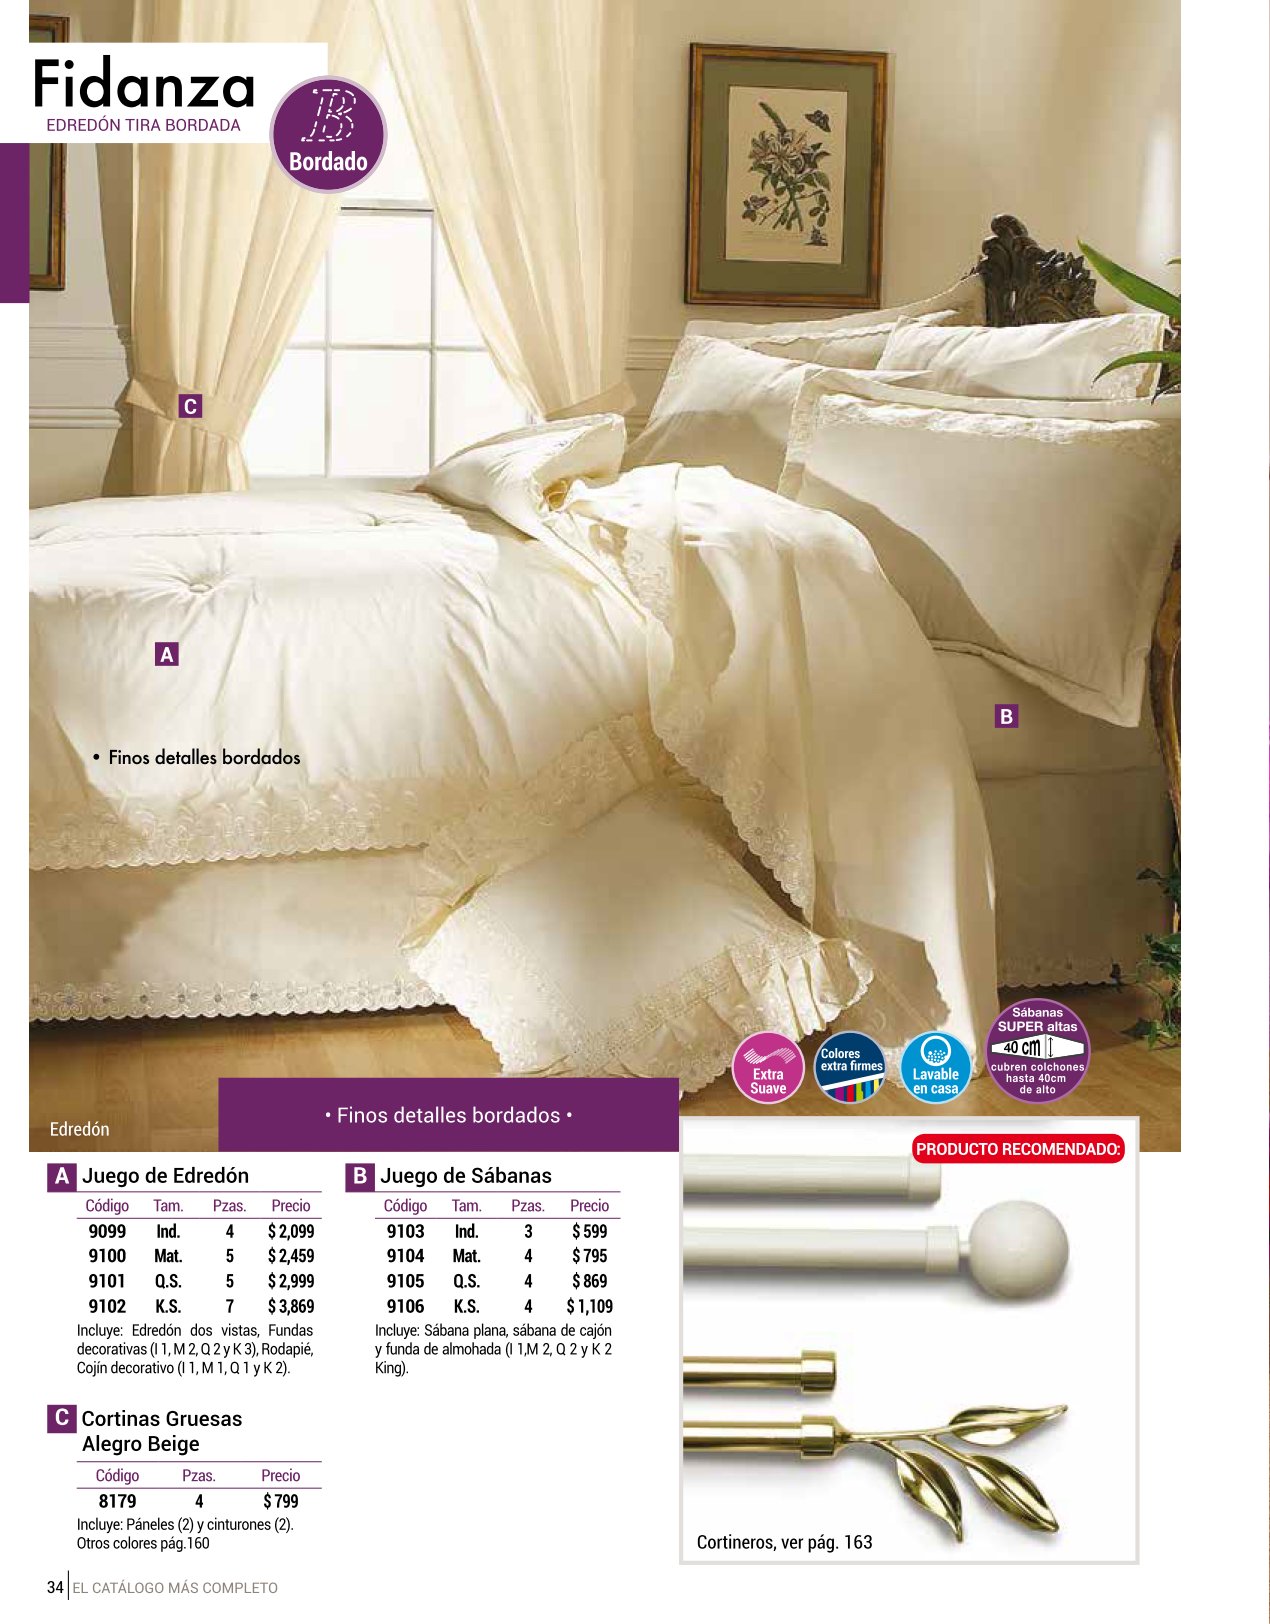 Fidanza
EDREDÓN TIRA BORDADA
B
Bordado
C
A
B
• Finos detalles bordados
Extra
Suave
Colores
extra firmes
Lavable
en casa
Sábanas
SUPER altas
40 cm
cubren colchones
hasta 40cm
de alto
Edredón
• Finos detalles bordados •
A Juego de Edredón
Código Tam. Pzas. Precio
9099 Ind. 4 $ 2,099
9100 Mat. 5 $ 2,459
9101 Q.S. 5 $ 2,999
9102 K.S. 7 $ 3,869
Incluye: Edredón dos vistas, Fundas
decorativas (I 1, M 2, Q 2 y K 3), Rodapié,
Cojín decorativo (I 1, M 1, Q 1 y K 2).
B Juego de Sábanas
Código Tam. Pzas. Precio
9103 Ind. 3 $ 599
9104 Mat. 4 $ 795
9105 Q.S. 4 $ 869
9106 K.S. 4 $ 1,109
Incluye: Sábana plana, sábana de cajón
y funda de almohada (I 1,M 2, Q 2 y K 2
King).
C Cortinas Gruesas
Alegro Beige
Código Pzas. Precio
8179 4 $ 799
Incluye: Páneles (2) y cinturones (2).
Otros colores pág.160
PRODUCTO RECOMENDADO:
Cortineros, ver pág. 163
34 EL CATÁLOGO MÁS COMPLETO